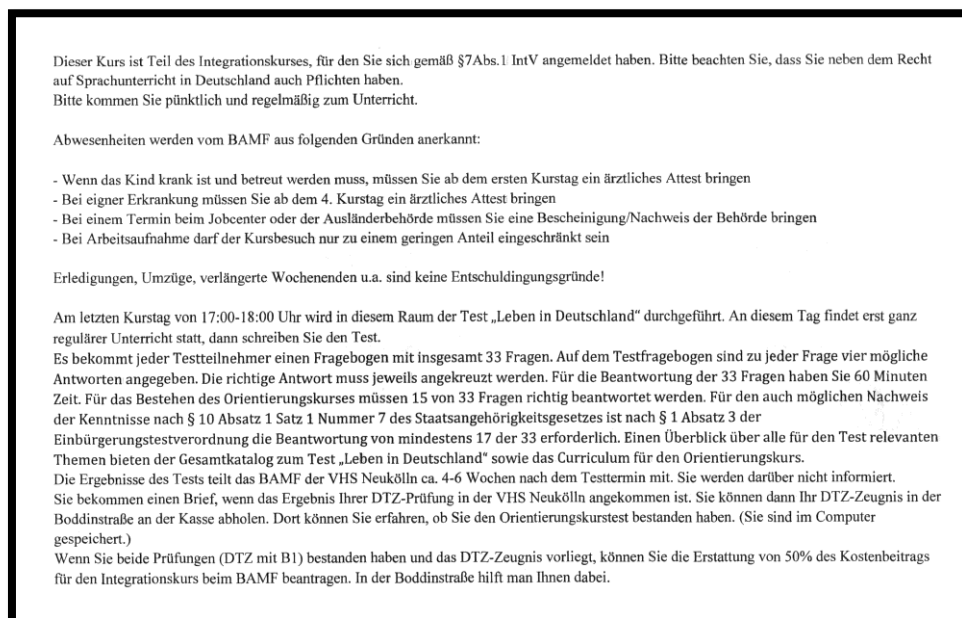 Dieser Kurs ist Teil des Integrationskurses, für den Sie sich gemäß §7Abs.1 IntV angemeldet haben. Bitte beachten Sie, dass Sie neben dem Recht
auf Sprachunterricht in Deutschland auch Pflichten haben.
Bitte kommen Sie pünktlich und regelmäßig zum Unterricht.
Abwesenheiten werden vom BAMF aus folgenden Gründen anerkannt:
- Wenn das Kind krank ist und betreut werden muss, müssen Sie ab dem ersten Kurstag ein ärztliches Attest bringen
- Bei eigner Erkrankung müssen Sie ab dem 4. Kurstag ein ärztliches Attest bringen
- Bei einem Termin beim Jobcenter oder der Ausländerbehörde müssen Sie eine Bescheinigung/Nachweis der Behörde bringen
- Bei Arbeitsaufnahme darf der Kursbesuch nur zu einem geringen Anteil eingeschränkt sein
Erledigungen, Umzüge, verlängerte Wochenenden u.a. sind keine Entschuldingungsgründe!
Am letzten Kurstag von 17:00-18:00 Uhr wird in diesem Raum der Test „Leben in Deutschland" durchgeführt. An diesem Tag findet erst ganz
regulärer Unterricht statt, dann schreiben Sie den Test.
Es bekommt jeder Testteilnehmer einen Fragebogen mit insgesamt 33 Fragen. Auf dem Testfragebogen sind zu jeder Frage vier mögliche
Antworten angegeben. Die richtige Antwort muss jeweils angekreuzt werden. Für die Beantwortung der 33 Fragen haben Sie 60 Minuten
Zeit. Für das Bestehen des Orientierungskurses müssen 15 von 33 Fragen richtig beantwortet werden. Für den auch möglichen Nachweis
der Kenntnisse nach § 10 Absatz 1 Satz 1 Nummer 7 des Staatsangehörigkeitsgesetzes ist nach § 1 Absatz 3 der
Einbürgerungstestverordnung die Beantwortung von mindestens 17 der 33 erforderlich. Einen Überblick über alle für den Test relevanten
Themen bieten der Gesamtkatalog zum Test „Leben in Deutschland" sowie das Curriculum für den Orientierungskurs.
Die Ergebnisse des Tests teilt das BAMF der VHS Neukölln ca. 4-6 Wochen nach dem Testtermin mit. Sie werden darüber nicht informiert.
Sie bekommen einen Brief, wenn das Ergebnis Ihrer DTZ-Prüfung in der VHS Neukölln angekommen ist. Sie können dann Ihr DTZ-Zeugnis in der
Boddinstraße an der Kasse abholen. Dort können Sie erfahren, ob Sie den Orientierungskurstest bestanden haben. (Sie sind im Computer
gespeichert.)
Wenn Sie beide Prüfungen (DTZ mit B1) bestanden haben und das DTZ-Zeugnis vorliegt, können Sie die Erstattung von 50% des Kostenbeitrags
für den Integrationskurs beim BAMF beantragen. In der Boddinstraße hilft man Ihnen dabei.